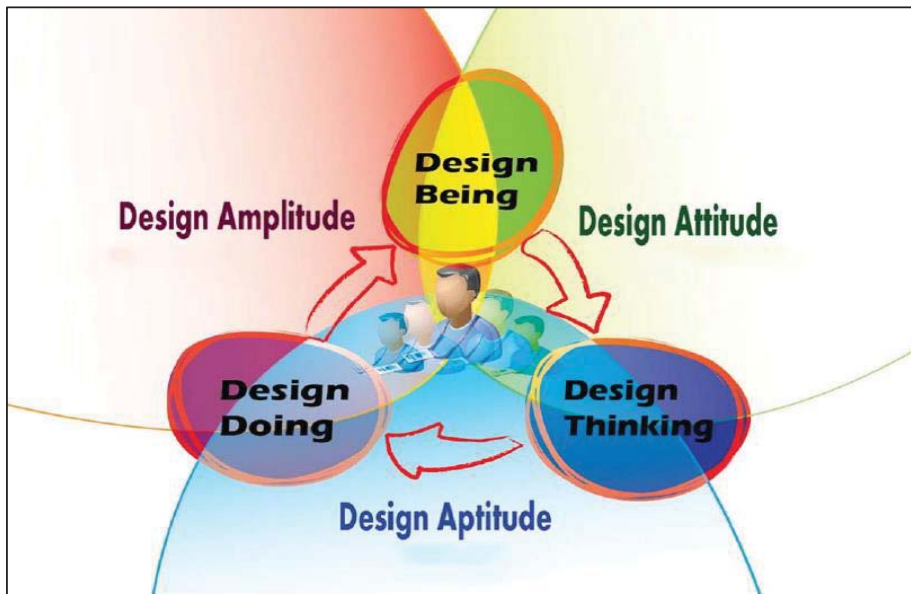 Design
Being
Design Amplitude
Design Attitude
Design
Doing
Design
Thinking
Design Aptitude